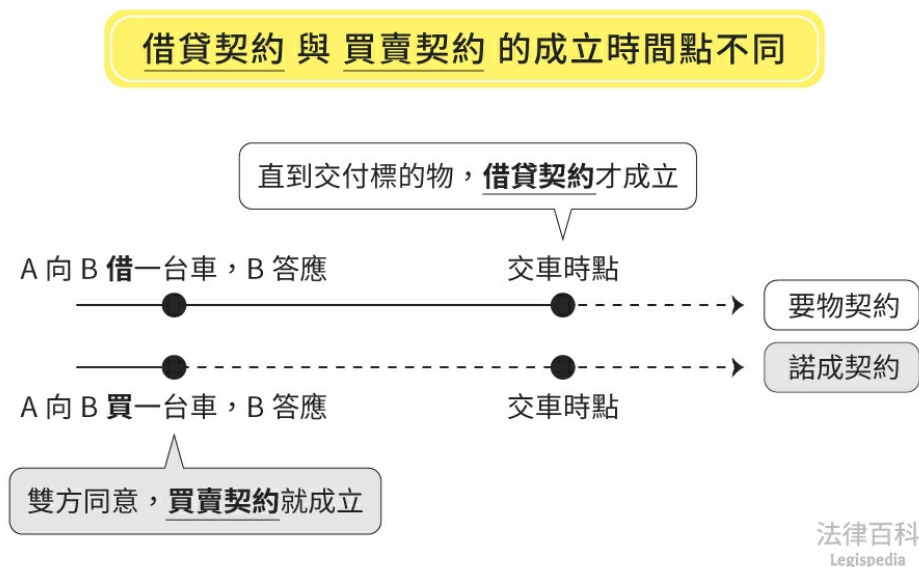 借貸契約 與 買賣契約 的成立時間點不同
直到交付標的物，借貸契約才成立
A 向 B 借一台車，B 答應
交車時點
要物契約
諾成契約
A 向 B 買一台車，B 答應
交車時點
雙方同意，買賣契約就成立
法律百科
Legispedia